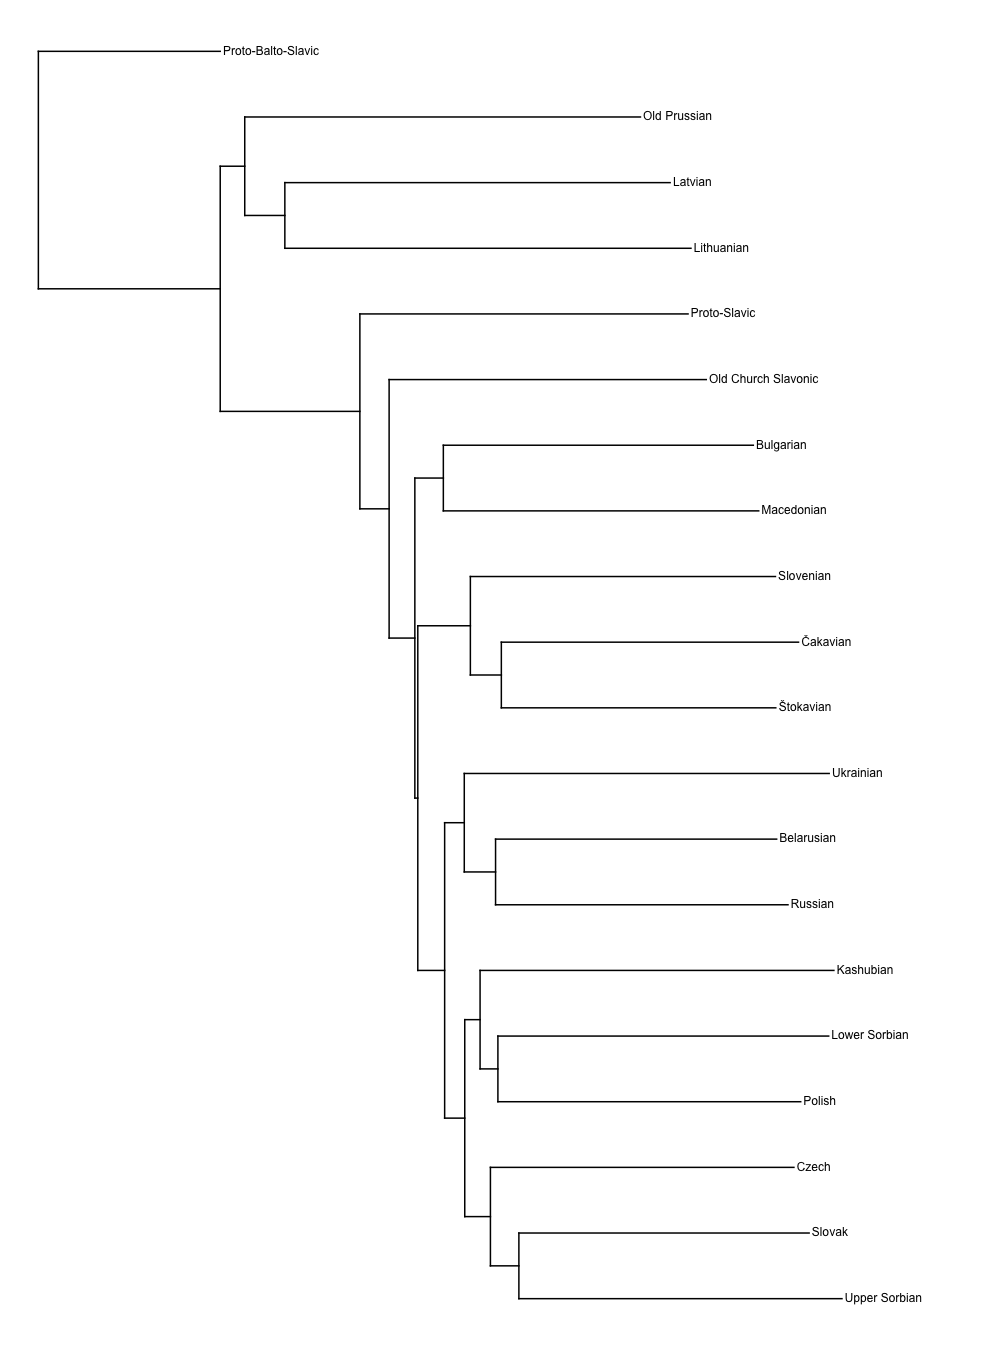 Proto-Balto-Slavic
Old Prussian
Latvian
Lithuanian
Proto-Slavic
Old Church Slavonic
Bulgarian
Macedonian
Slovenian
Čakavian
Štokavian
Ukrainian
Belarusian
Russian
Kashubian
Lower Sorbian
Polish
Czech
Slovak
Upper Sorbian